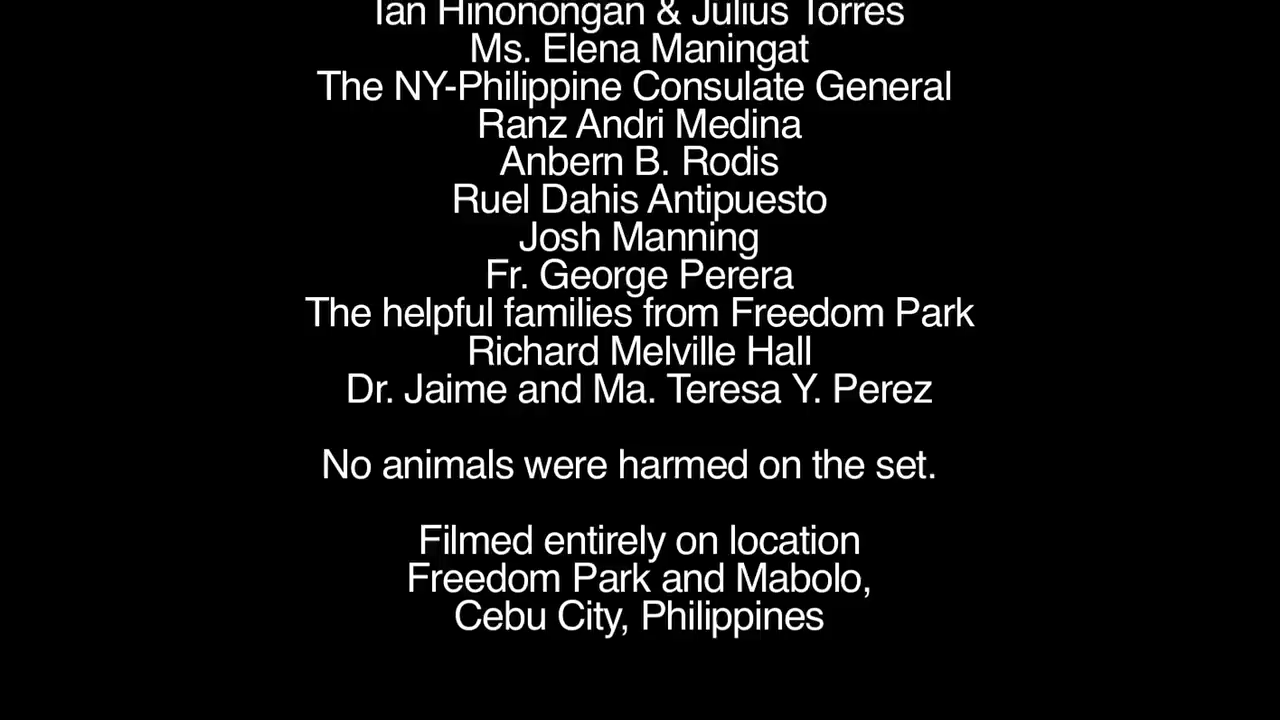 Ian Hinonongan & Julius Torres
Ms. Elena Maningat
The NY-Philippine Consulate General
Ranz Andri Medina
Anbern B. Rodis
Ruel Dahis Antipuesto
Josh Manning
Fr. George Perera
The helpful families from Freedom Park
Richard Melville Hall
Dr. Jaime and Ma. Teresa Y. Perez
No animals were harmed on the set.
Filmed entirely on location
Freedom Park and Mabolo,
Cebu City, Philippines